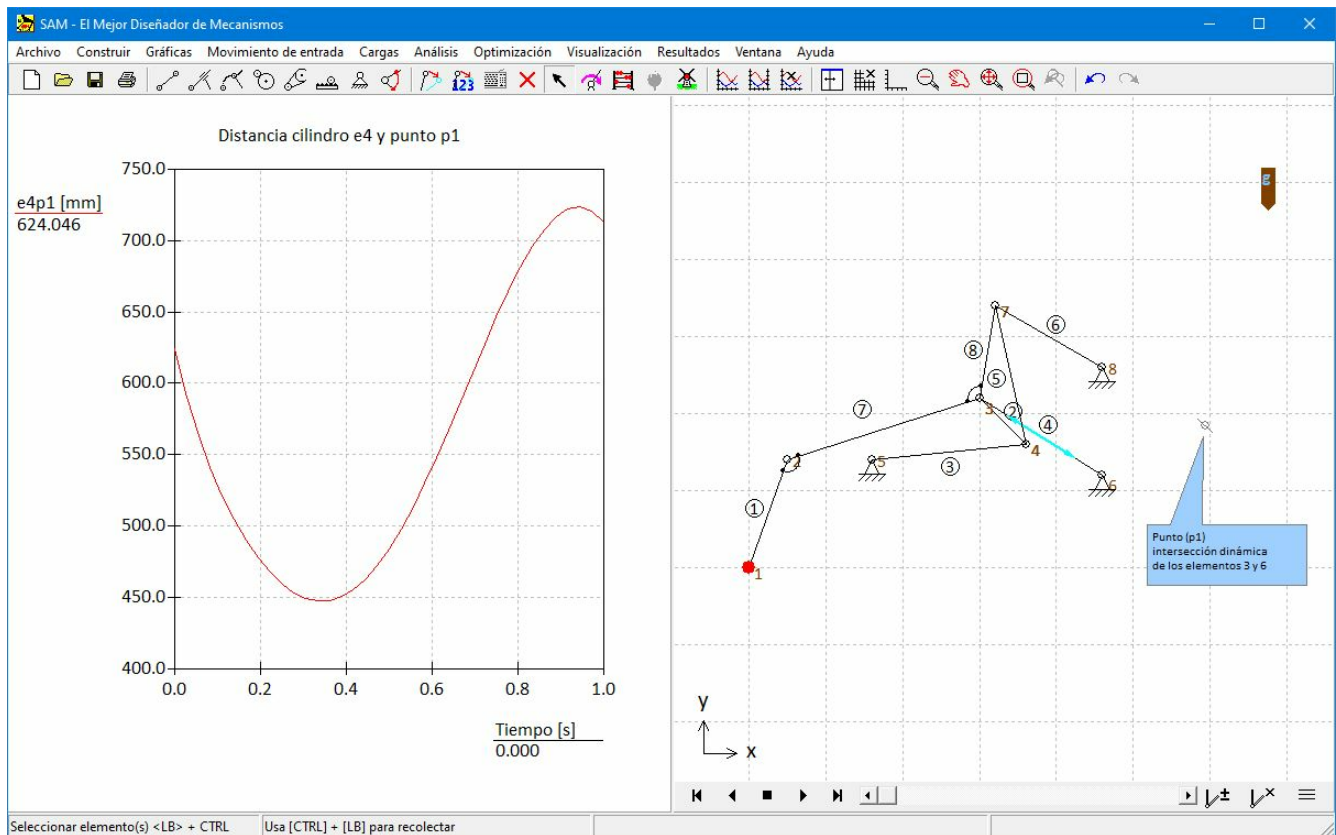 SAM - El Mejor Diseñador de Mecanismos
Archivo Construir Gráficas Movimiento de entrada Cargas Análisis Optimización Visualización Resultados Ventana Ayuda
123
Distancia cilindro e4 y punto p1
e4p1 [mm]
624.046
750.0
700.0
650.0
600.0
550.0
500.0
450.0
400.0
0.0 0.2 0.4 0.6 0.8 1.0
Tiempo [s]
0.000
g
7
6
8
8
5
3
2
7
4
4
2
5
3
6
1
1
Punto (p1)
intersección dinámica
de los elementos 3 y 6
y
x
Seleccionar elemento(s) <LB> + CTRL
Usa [CTRL] + [LB] para recolectar